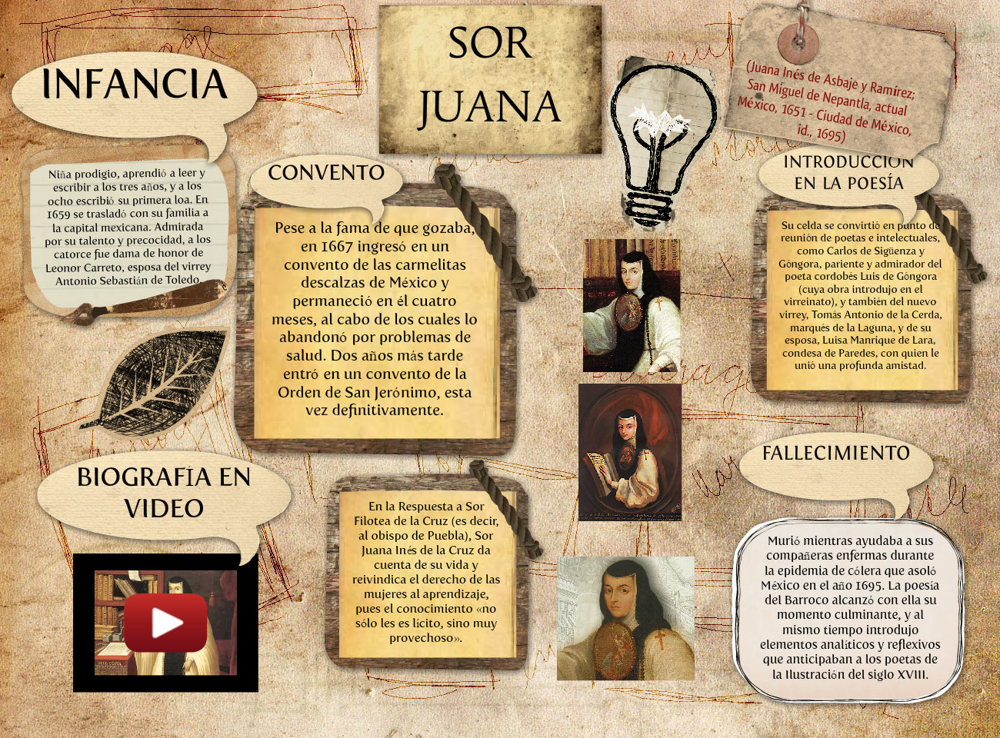 SOR
JUANA
(Juana Inés de Asbaje y Ramírez;
San Miguel de Nepantla, actual
México, 1651 - Ciudad de México,
id., 1695)
INFANCIA
Niña prodigio, aprendió a leer y
escribir a los tres años, y a los
ocho escribió su primera loa. En
1659 se trasladó con su familia a
la capital mexicana. Admirada
por su talento y precocidad, a los
catorce fue dama de honor de
Leonor Carreto, esposa del virrey
Antonio Sebastián de Toledo.
CONVENTO
Pese a la fama de que gozaba,
en 1667 ingresó en un
convento de las carmelitas
descalzas de México y
permaneció en él cuatro
meses, al cabo de los cuales lo
abandonó por problemas de
salud. Dos años más tarde
entró en un convento de la
Orden de San Jerónimo, esta
vez definitivamente.
INTRODUCCIÓN
EN LA POESÍA
Su celda se convirtió en punto de
reunión de poetas e intelectuales,
como Carlos de Sigüenza y
Góngora, pariente y admirador del
poeta cordobés Luis de Góngora
(cuya obra introdujo en el
virreinato), y también del nuevo
virrey, Tomás Antonio de la Cerda,
marqués de la Laguna, y de su
esposa, Luisa Manrique de Lara,
condesa de Paredes, con quien le
unió una profunda amistad.
BIOGRAFÍA EN
VIDEO
En la Respuesta a Sor
Filotea de la Cruz (es decir,
al obispo de Puebla), Sor
Juana Inés de la Cruz da
cuenta de su vida y
reivindica el derecho de las
mujeres al aprendizaje,
pues el conocimiento «no
sólo les es lícito, sino muy
provechoso».
FALLECIMIENTO
Murió mientras ayudaba a sus
compañeras enfermas durante
la epidemia de cólera que asoló
México en el año 1695. La poesía
del Barroco alcanzó con ella su
momento culminante, y al
mismo tiempo introdujo
elementos analíticos y reflexivos
que anticipaban a los poetas de
la Ilustración del siglo XVIII.